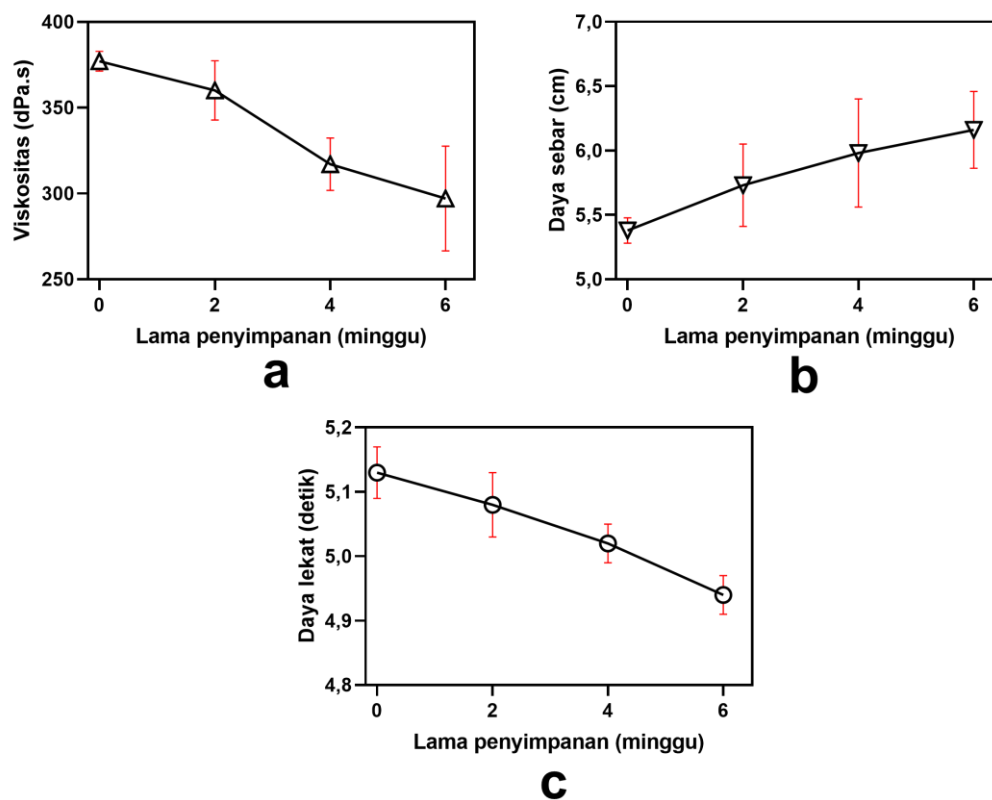 400
350
300
250
Viskositas (dPa.s)
0 2 4 6
Lama penyimpanan (minggu)
a
7,0
6,5
6,0
5,5
5,0
Daya sebar (cm)
0 2 4 6
Lama penyimpanan (minggu)
b
5,2
5,1
5,0
4,9
4,8
Daya lekat (detik)
0 2 4 6
Lama penyimpanan (minggu)
c